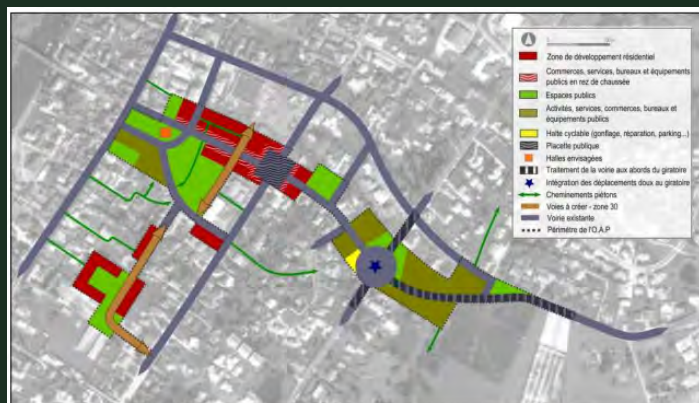 Zone de développement résidentiel
Commerces, services, bureaux et équipements
publics en rez de chaussée
Espaces publics
Activités, services, commerces, bureaux et
équipements publics
Halte cyclable (gonflage, réparation, parking...)
Placette publique
Halles envisagées
Traitement de la voirie aux abords du giratoire
Intégration des déplacements doux au giratoire
Cheminements piétons
Voies à créer - zone 30
Voirie existante
Périmètre de l'O.A.P